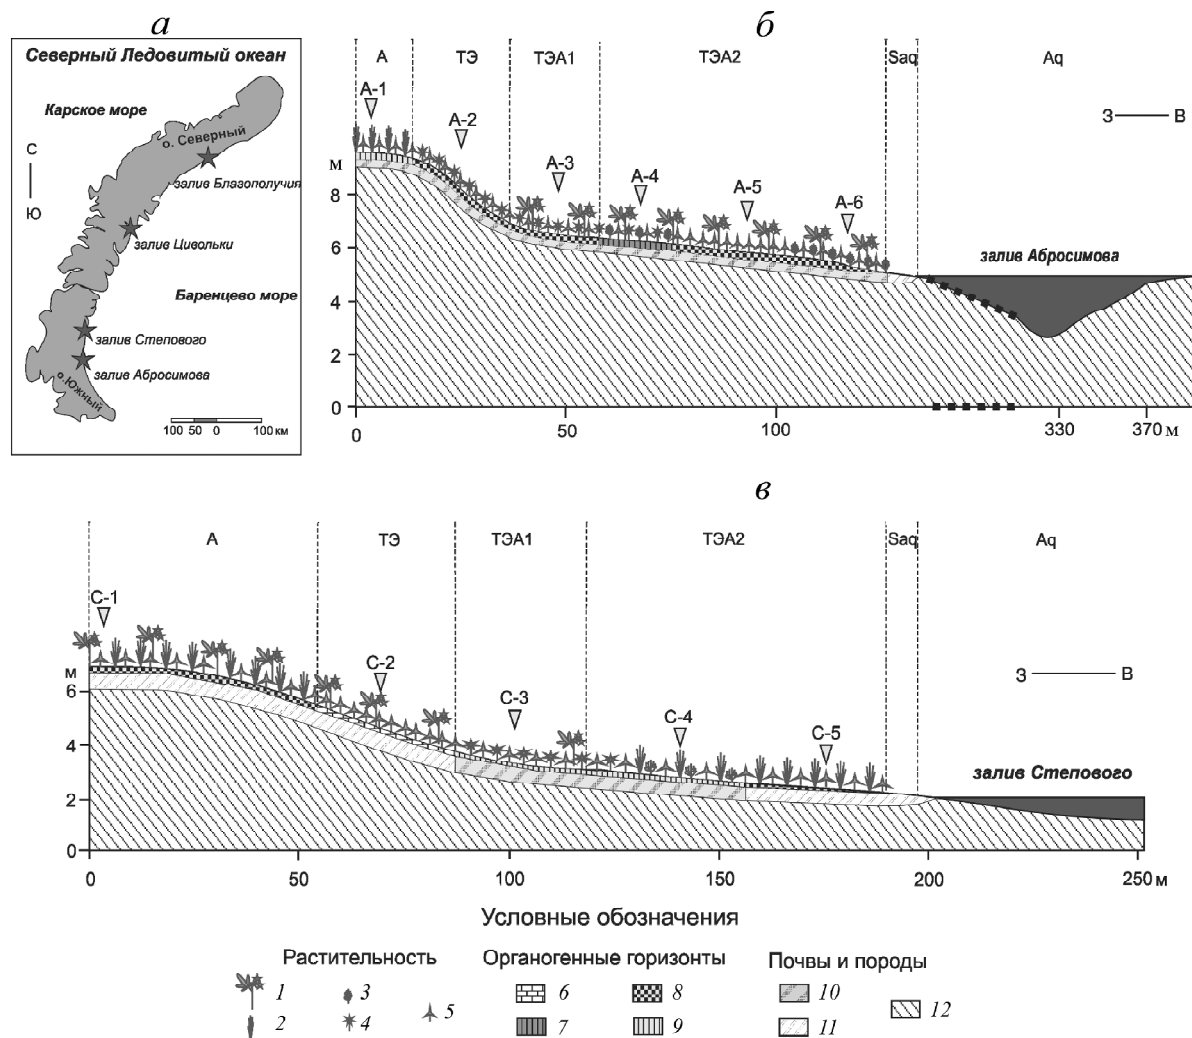 а
Северный Ледовитый океан
Карское море
о. Северный
С
Ю
залив Благополучия
залив Цивольки
Баренцево море
залив Степового
залив Абросимова
о. Южный
100 50 0 100 км
б
А ТЭ ТЭА1 ТЭА2 Saq Aq
А-1
А-2
А-3
А-4
А-5
А-6
З В
м
8
6
4
2
0
залив Абросимова
0 50 100 330 370 м
в
А ТЭ ТЭА1 ТЭА2 Saq Aq
С-1
С-2
С-3
С-4
С-5
З В
м
6
4
2
0
залив Степового
0 50 100 150 200 250 м
Условные обозначения
Растительность
1
2
3
4
5
Органогенные горизонты
6
7
8
9
Почвы и породы
10
11
12